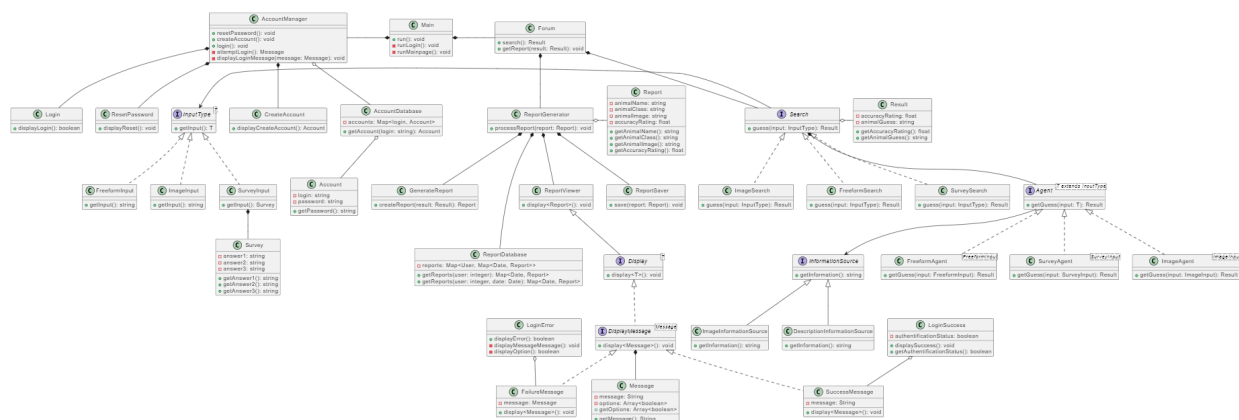 C AccountManager
resetPassword(): void
createAccount(): void
login(): void
attemptLogin(): Message
displayLoginMessage(message: Message): void
C Main
run(): void
runLogin(): void
runMainpage(): void
C Forum
search(): Result
getReport(result: Result): void
C Login
displayLogin(): boolean
C ResetPassword
displayReset(): void
I InputType
T
getInput(): T
C CreateAccount
displayCreateAccount(): Account
C AccountDatabase
accounts: Map<login, Account>
getAccount(login: string): Account
C ReportGenerator
processReport(report: Report): void
C Report
animalName: string
animalClass: string
animalImage: string
accuracyRating: float
getAnimalName(): string
getAnimalClass(): string
getAnimalImage(): string
getAccuracyRating(): float
I Search
guess(input: InputType): Result
C Result
accuracyRating: float
animalGuess: string
getAccuracyRating(): float
getAnimalGuess(): string
C FreeformInput
getInput(): string
C ImageInput
getInput(): string
C SurveyInput
getInput(): Survey
C Account
login: string
password: string
getPassword(): string
C GenerateReport
createReport(result: Result): Report
C ReportViewer
display<Report>(): void
C ReportSaver
save(report: Report): void
C ImageSearch
guess(input: InputType): Result
C FreeformSearch
guess(input: InputType): Result
C SurveySearch
guess(input: InputType): Result
I Agent
T extends InputType
getGuess(input: T): Result
C Survey
answer1: string
answer2: string
answer3: string
getAnswer1(): string
getAnswer2(): string
getAnswer3(): string
C ReportDatabase
reports: Map<User, Map<Date, Report>>
getReports(user: integer): Map<Date, Report>
getReports(user: integer, date: Date): Map<Date, Report>
I Display
T
display<T>(): void
I InformationSource
getInformation(): string
C FreeformAgent
FreeformInput
getGuess(input: FreeformInput): Result
C SurveyAgent
SurveyInput
getGuess(input: SurveyInput): Result
C ImageAgent
ImageInput
getGuess(input: ImageInput): Result
C LoginError
displayError(): boolean
displayMessageMessage(): void
displayOption(): boolean
I DisplayMessage
Message
display<Message>(): void
C ImageInformationSource
getInformation(): string
C DescriptionInformationSource
getInformation(): string
C LoginSuccess
authentificationStatus: boolean
displaySuccess(): void
getAuthentificationStatus(): boolean
C FailureMessage
message: Message
display<Message>(): void
C Message
message: String
options: Array<boolean>
getOptions: Array<boolean>
getMessage(): String
C SuccessMessage
message: String
display<Message>(): void